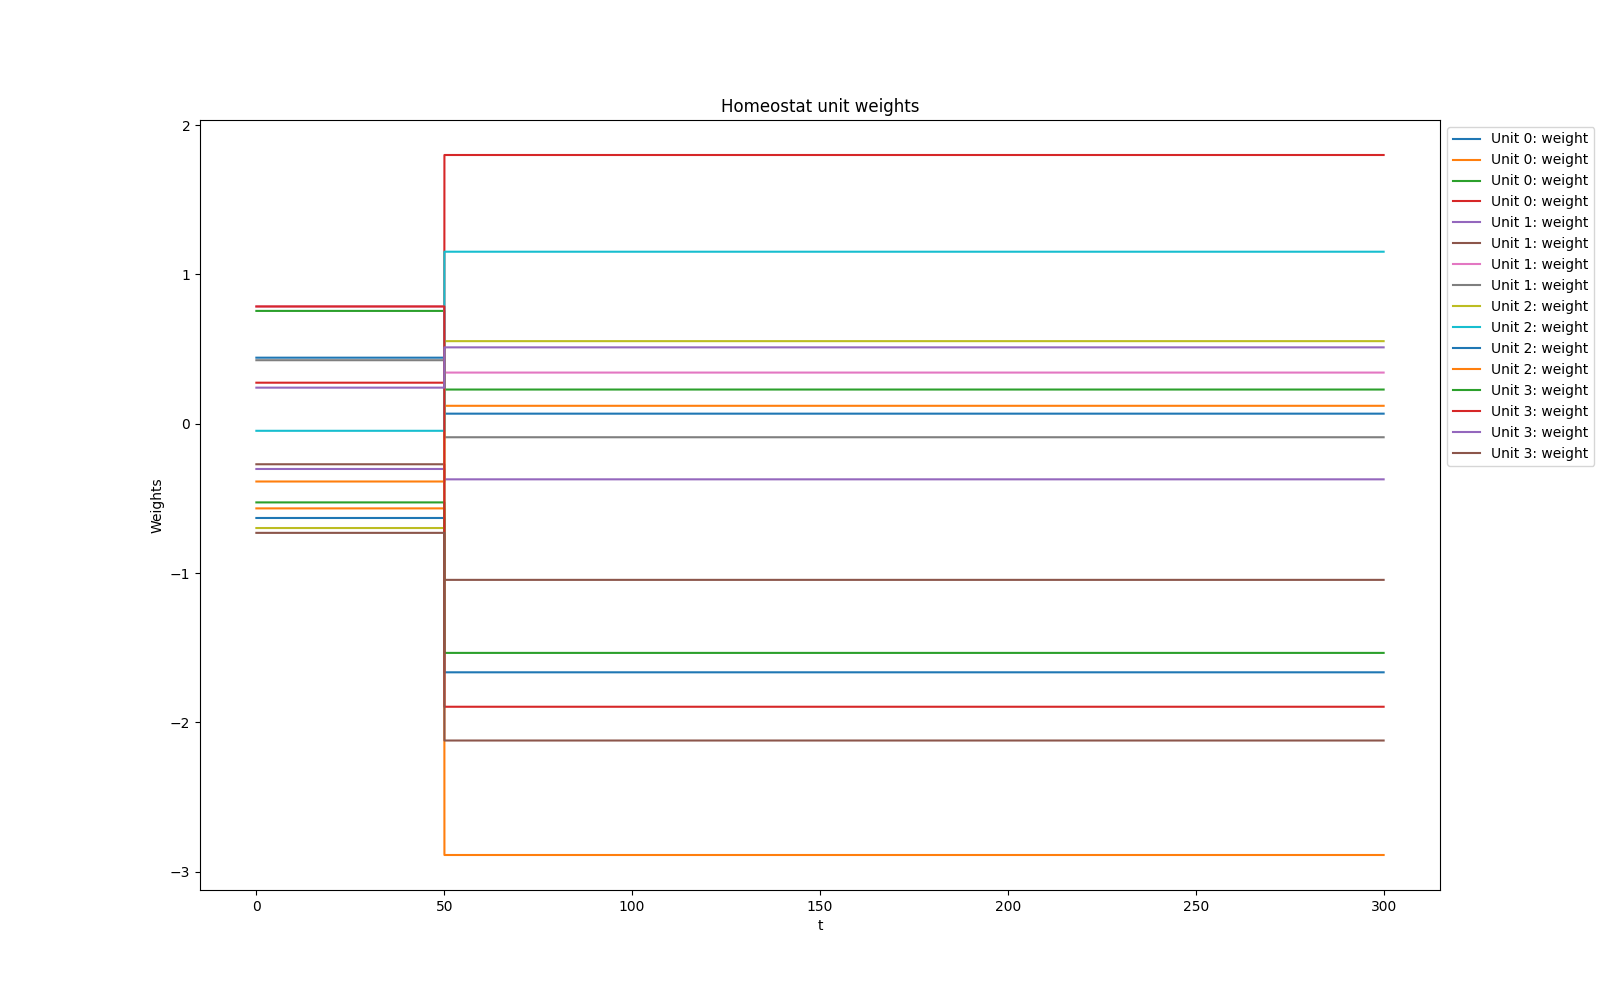 Homeostat unit weights
2
1
0
−1
−2
−3
Weights
0
50
100
150
200
250
300
t
Unit 0: weight
Unit 0: weight
Unit 0: weight
Unit 0: weight
Unit 1: weight
Unit 1: weight
Unit 1: weight
Unit 1: weight
Unit 2: weight
Unit 2: weight
Unit 2: weight
Unit 2: weight
Unit 3: weight
Unit 3: weight
Unit 3: weight
Unit 3: weight